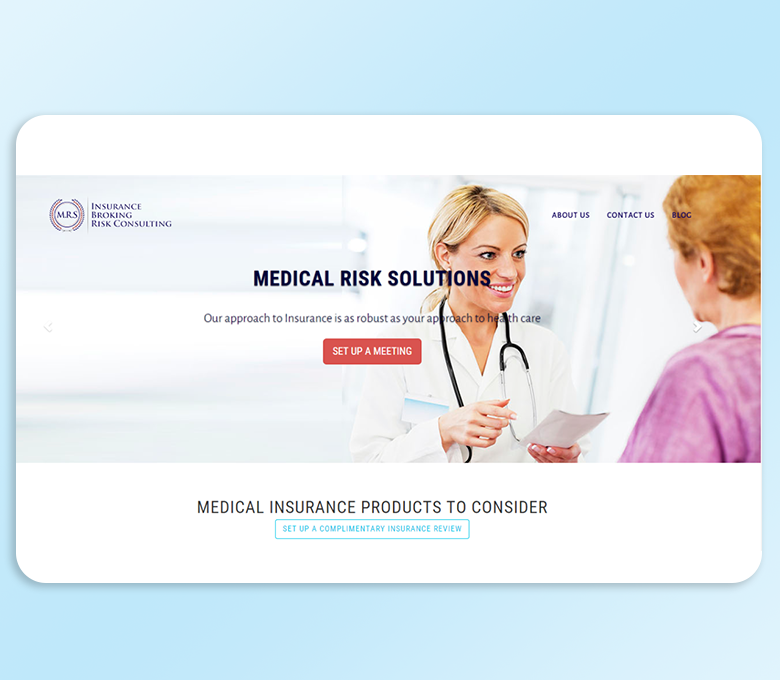 M.R.S
INSURANCE
BROKING
RISK CONSULTING
ABOUT US
CONTACT US
BLOG
MEDICAL RISK SOLUTIONS
Our approach to Insurance is as robust as your approach to health care
SET UP A MEETING
MEDICAL INSURANCE PRODUCTS TO CONSIDER
SET UP A COMPLIMENTARY INSURANCE REVIEW